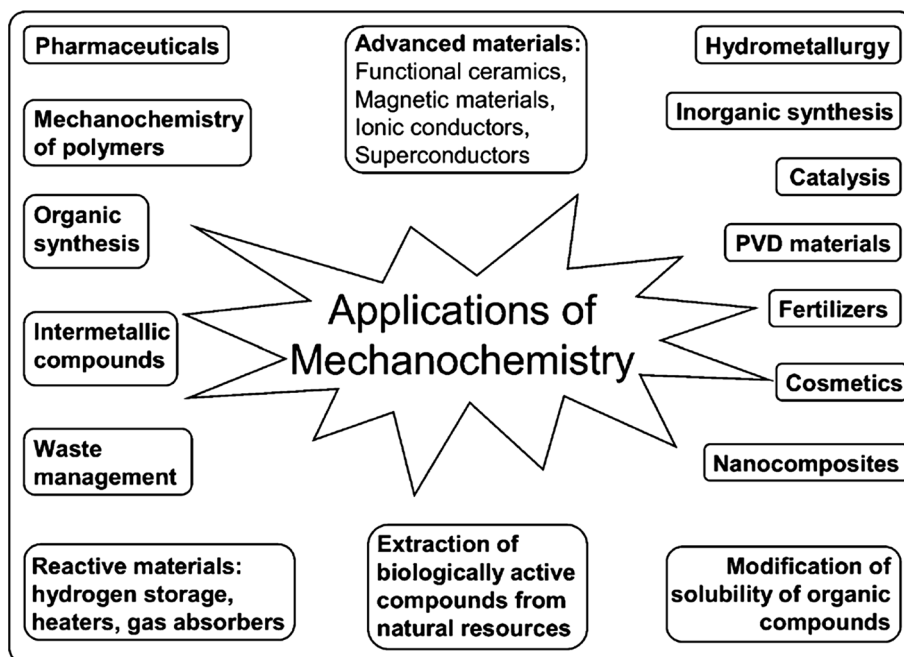 Pharmaceuticals
Mechanochemistry
of polymers
Organic
synthesis
Intermetallic
compounds
Waste
management
Reactive materials:
hydrogen storage,
heaters, gas absorbers
Advanced materials:
Functional ceramics,
Magnetic materials,
Ionic conductors,
Superconductors
Applications of
Mechanochemistry
Extraction of
biologically active
compounds from
natural resources
Hydrometallurgy
Inorganic synthesis
Catalysis
PVD materials
Fertilizers
Cosmetics
Nanocomposites
Modification of
solubility of organic
compounds